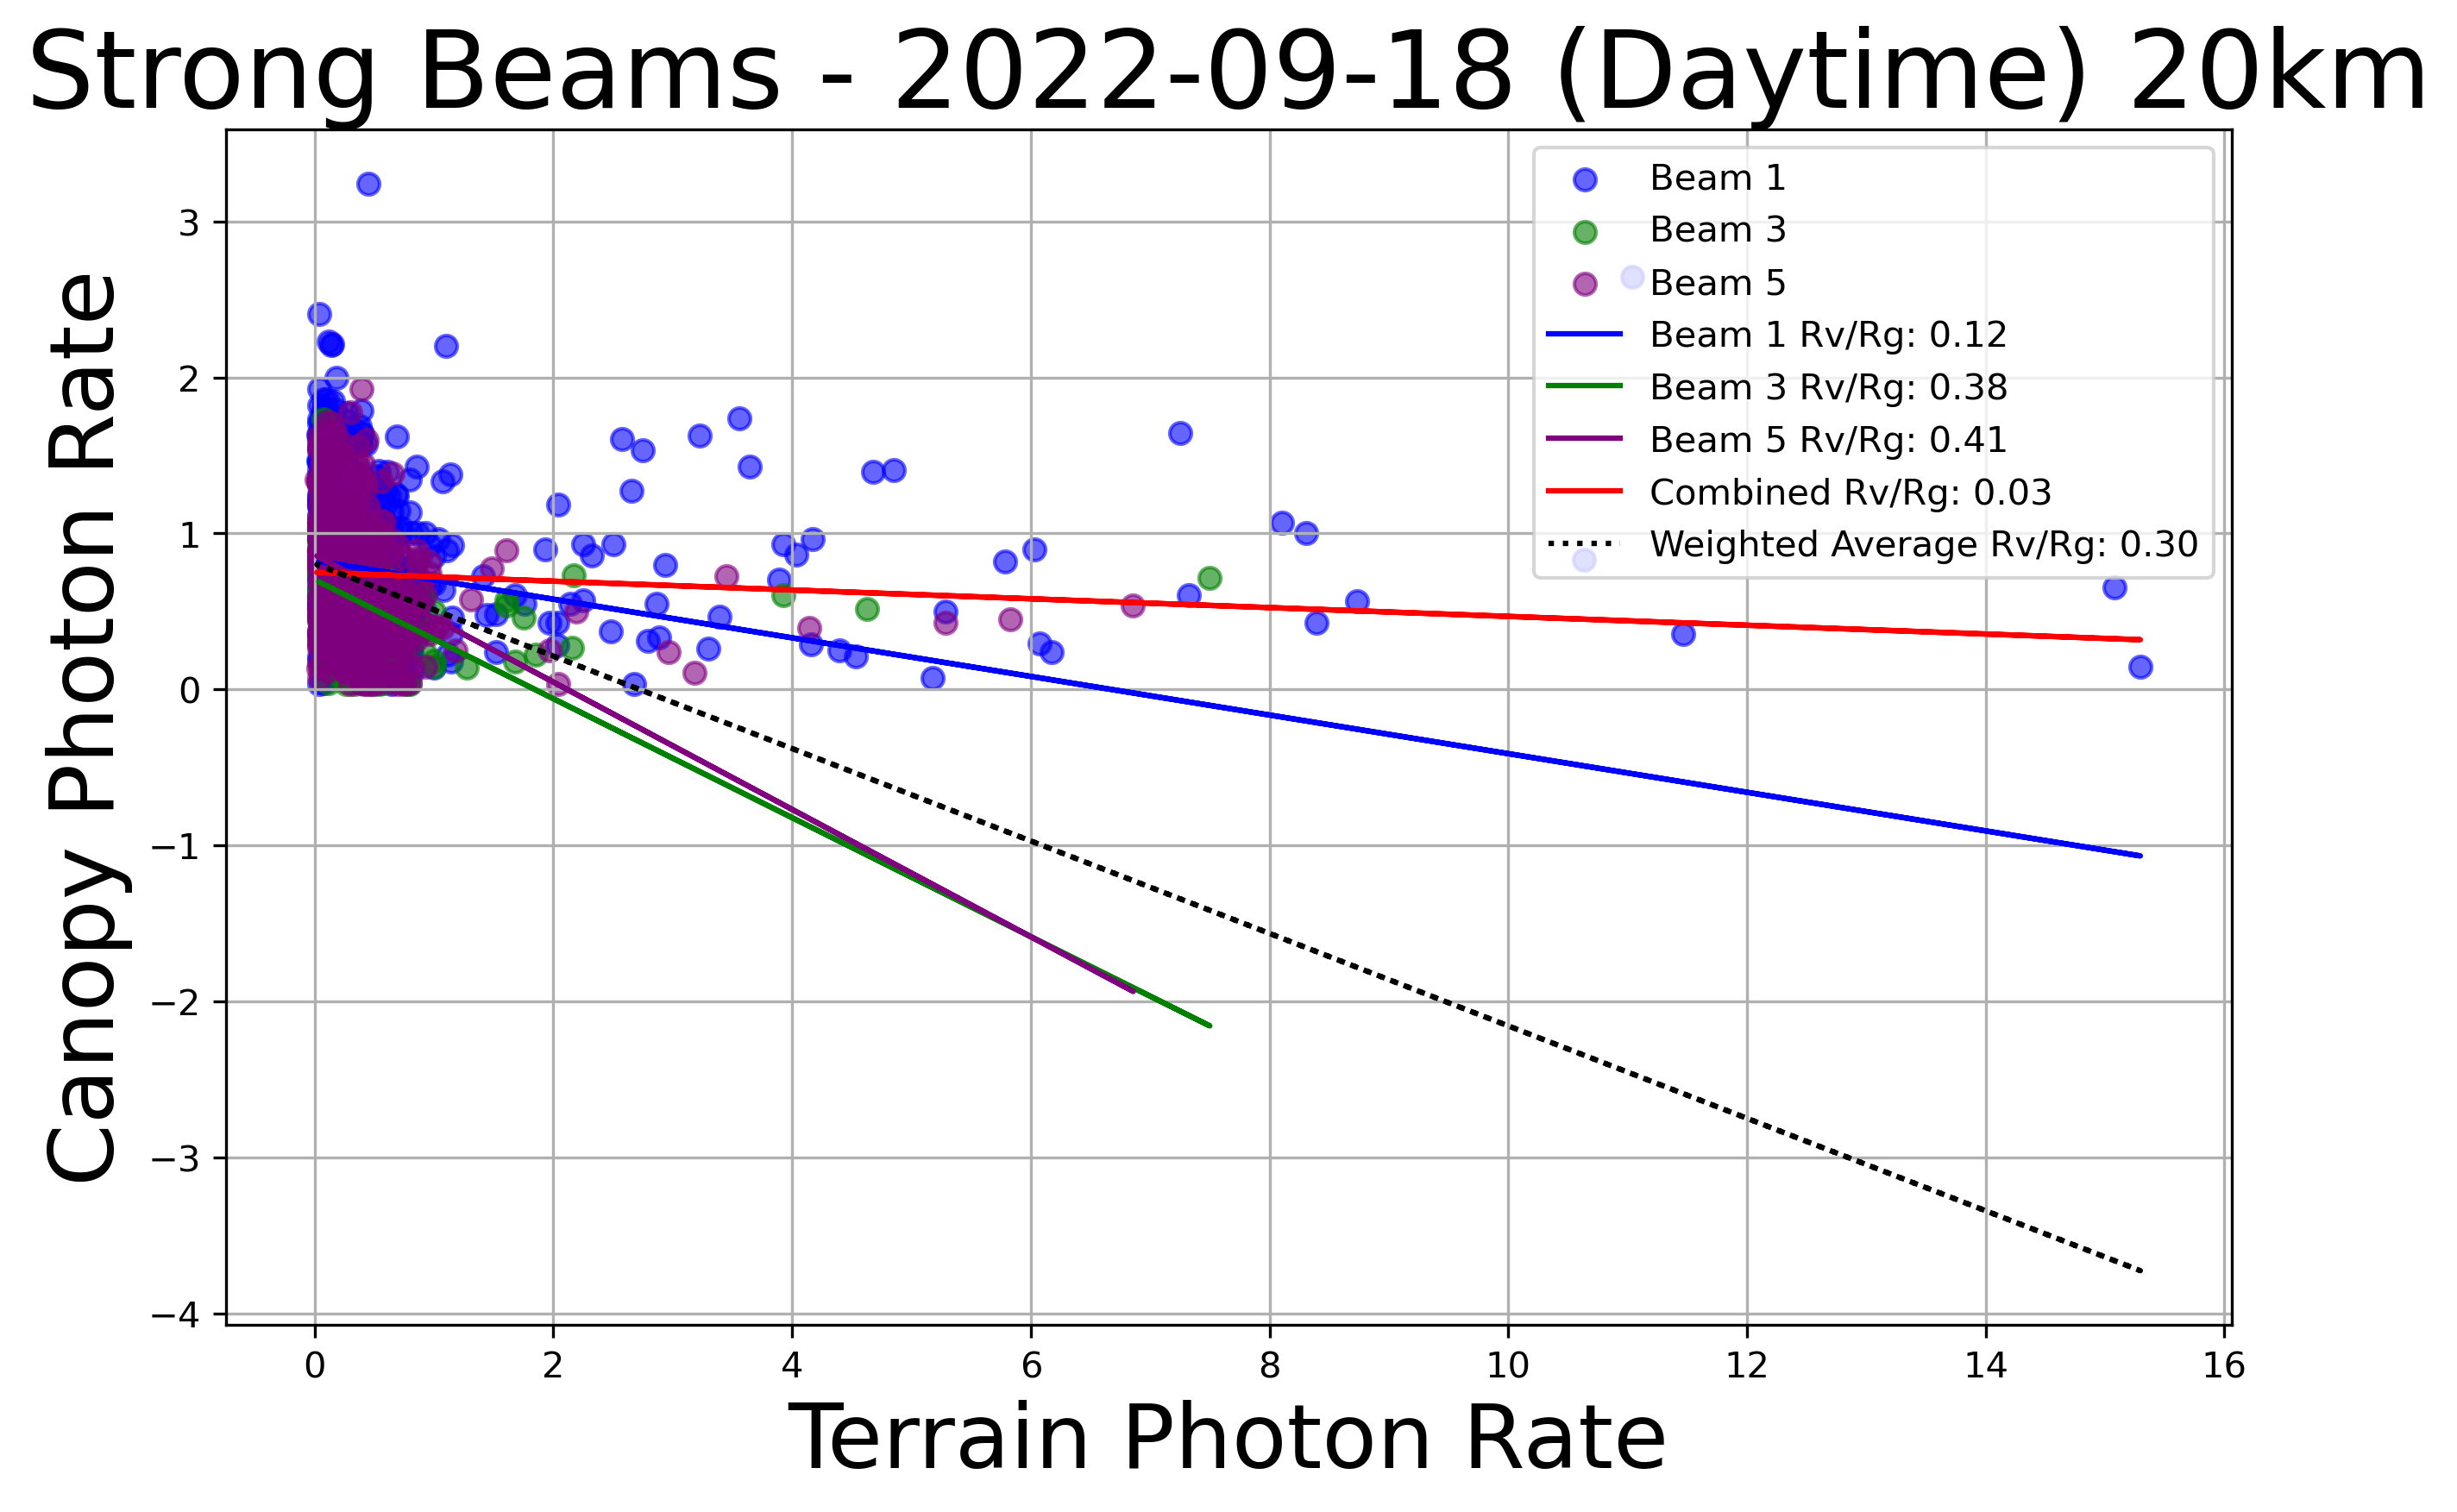 Strong Beams - 2022-09-18 (Daytime) 20km
Canopy Photon Rate
3
2
1
0
−1
−2
−3
−4
Beam 1
Beam 3
Beam 5
Beam 1 Rv/Rg: 0.12
Beam 3 Rv/Rg: 0.38
Beam 5 Rv/Rg: 0.41
Combined Rv/Rg: 0.03
Weighted Average Rv/Rg: 0.30
0 2 4 6 8 10 12 14 16
Terrain Photon Rate